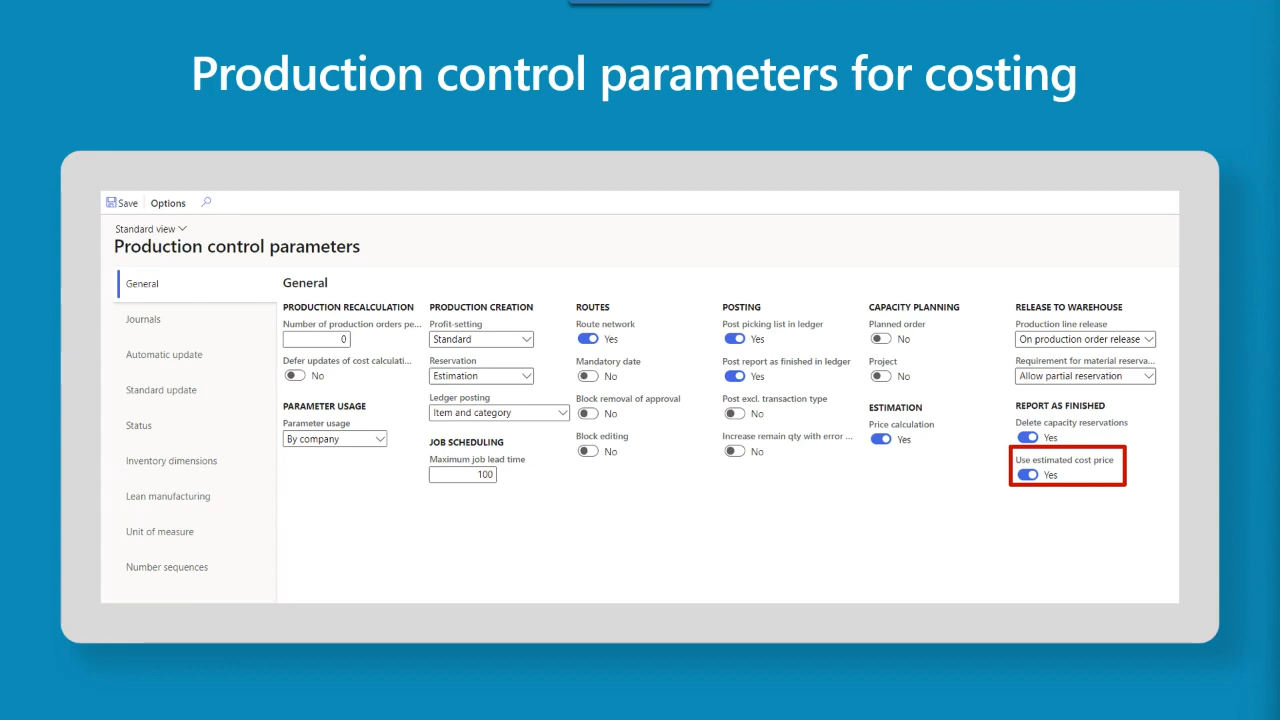 Production control parameters for costing
Save
Options
Standard view
Production control parameters
General
Journals
Automatic update
Standard update
Status
Inventory dimensions
Lean manufacturing
Unit of measure
Number sequences
General
PRODUCTION RECALCULATION
Number of production orders pe...
0
Defer updates of cost calculati...
No
PARAMETER USAGE
Parameter usage
By company
PRODUCTION CREATION
Profit-setting
Standard
Reservation
Estimation
Ledger posting
Item and category
JOB SCHEDULING
Maximum job lead time
100
ROUTES
Route network
Yes
Mandatory date
No
Block removal of approval
No
Block editing
No
POSTING
Post picking list in ledger
Yes
Post report as finished in ledger
Yes
Post excl. transaction type
No
Increase remain qty with error ...
No
CAPACITY PLANNING
Planned order
No
Project
No
ESTIMATION
Price calculation
Yes
RELEASE TO WAREHOUSE
Production line release
On production order release
Requirement for material reserva...
Allow partial reservation
REPORT AS FINISHED
Delete capacity reservations
Yes
Use estimated cost price
Yes